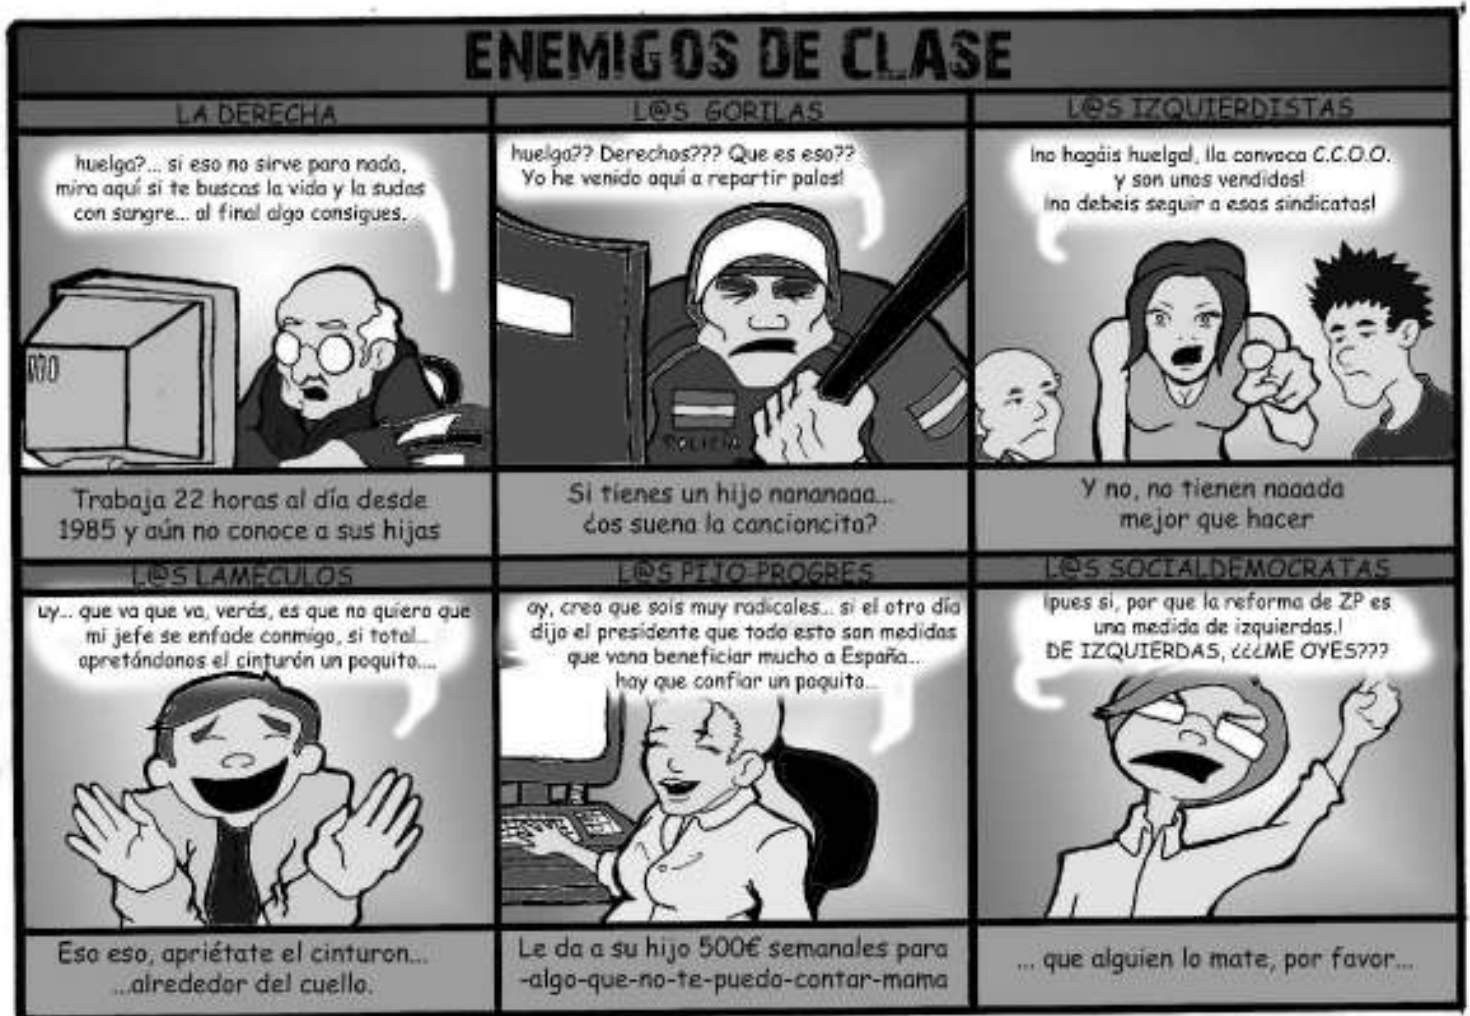 ENEMIGOS DE CLASE
LA DERECHA
huelga?... si eso no sirve para nada,
mira aquí si te buscas la vida y la sudas
con sangre... al final algo consigues.
Trabaja 22 horas al día desde
1985 y aún no conoce a sus hijas
L@S GORILAS
huelga?? Derechos??? Que es eso??
Yo he venido aquí a repartir palos!
POLICIA
Si tienes un hijo nananaaa...
¿os suena la cancioncita?
L@S IZQUIERDISTAS
¡no hagáis huelga!, ¡la convoca C.C.O.O.
y son unos vendidos!
¡no debeis seguir a esos sindicatos!
Y no, no tienen naaada
mejor que hacer
L@S LAMECULOS
uy... que va que va, verás, es que no quiero que
mi jefe se enfade conmigo, si total...
apretándonos el cinturón un poquito....
Eso eso, apriétate el cinturon...
...alrededor del cuello.
L@S PIJO-PROGRES
ay, creo que sois muy radicales... si el otro día
dijo el presidente que todo esto son medidas
que vana beneficiar mucho a España...
hay que confiar un poquito...
Le da a su hijo 500€ semanales para
-algo-que-no-te-puedo-contar-mama
L@S SOCIALDEMOCRATAS
¡pues si, por que la reforma de ZP es
una medida de izquierdas.!
DE IZQUIERDAS, ¿¿¿ME OYES???
... que alguien lo mate, por favor...